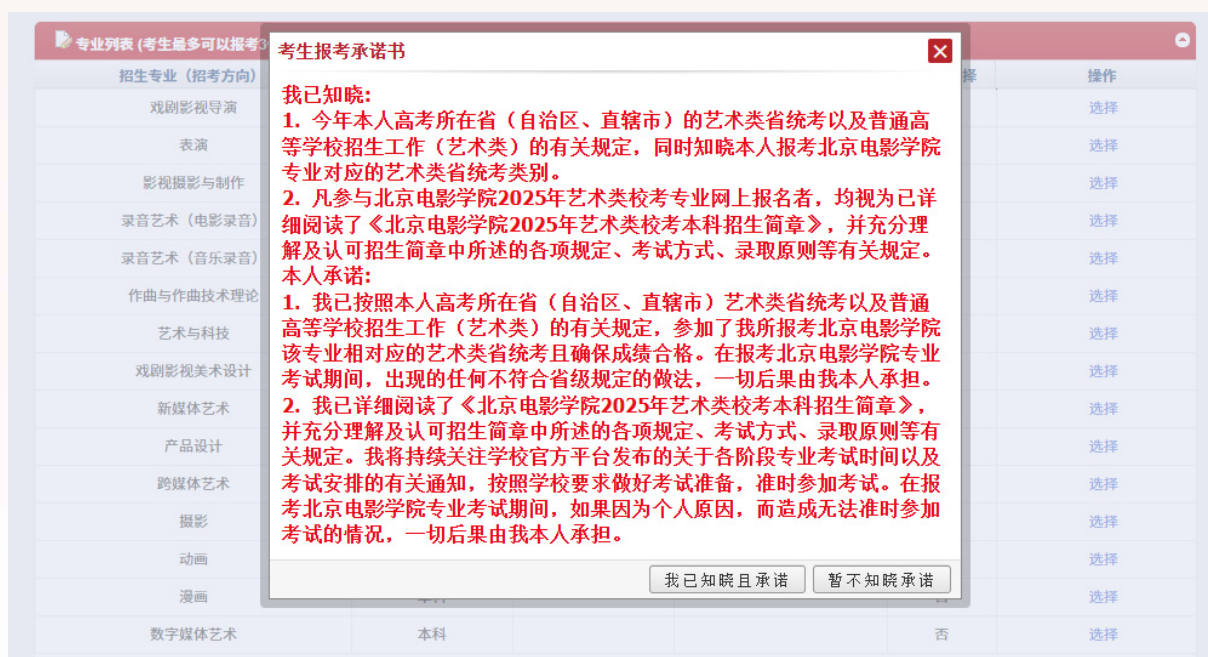 专业列表 (考生最多可以报考3
招生专业（招考方向）
择
操作
考生报考承诺书
我已知晓:
1. 今年本人高考所在省（自治区、直辖市）的艺术类省统考以及普通高
等学校招生工作（艺术类）的有关规定，同时知晓本人报考北京电影学院
专业对应的艺术类省统考类别。
2. 凡参与北京电影学院2025年艺术类校考专业网上报名者，均视为已详
细阅读了《北京电影学院2025年艺术类校考本科招生简章》，并充分理
解及认可招生简章中所述的各项规定、考试方式、录取原则等有关规定。
本人承诺:
1. 我已按照本人高考所在省（自治区、直辖市）艺术类省统考以及普通
高等学校招生工作（艺术类）的有关规定，参加了我所报考北京电影学院
该专业相对应的艺术类省统考且确保成绩合格。在报考北京电影学院专业
考试期间，出现的任何不符合省级规定的做法，一切后果由我本人承担。
2. 我已详细阅读了《北京电影学院2025年艺术类校考本科招生简章》，
并充分理解及认可招生简章中所述的各项规定、考试方式、录取原则等有
关规定。我将持续关注学校官方平台发布的关于各阶段专业考试时间以及
考试安排的有关通知，按照学校要求做好考试准备，准时参加考试。在报
考北京电影学院专业考试期间，如果因为个人原因，而造成无法准时参加
考试的情况，一切后果由我本人承担。
我已知晓且承诺 暂不知晓承诺
戏剧影视导演 选择
表演 选择
影视摄影与制作 选择
录音艺术（电影录音） 选择
录音艺术（音乐录音） 选择
作曲与作曲技术理论 选择
艺术与科技 选择
戏剧影视美术设计 选择
新媒体艺术 选择
产品设计 选择
跨媒体艺术 选择
摄影 选择
动画 选择
漫画 选择
数字媒体艺术 本科 否 选择